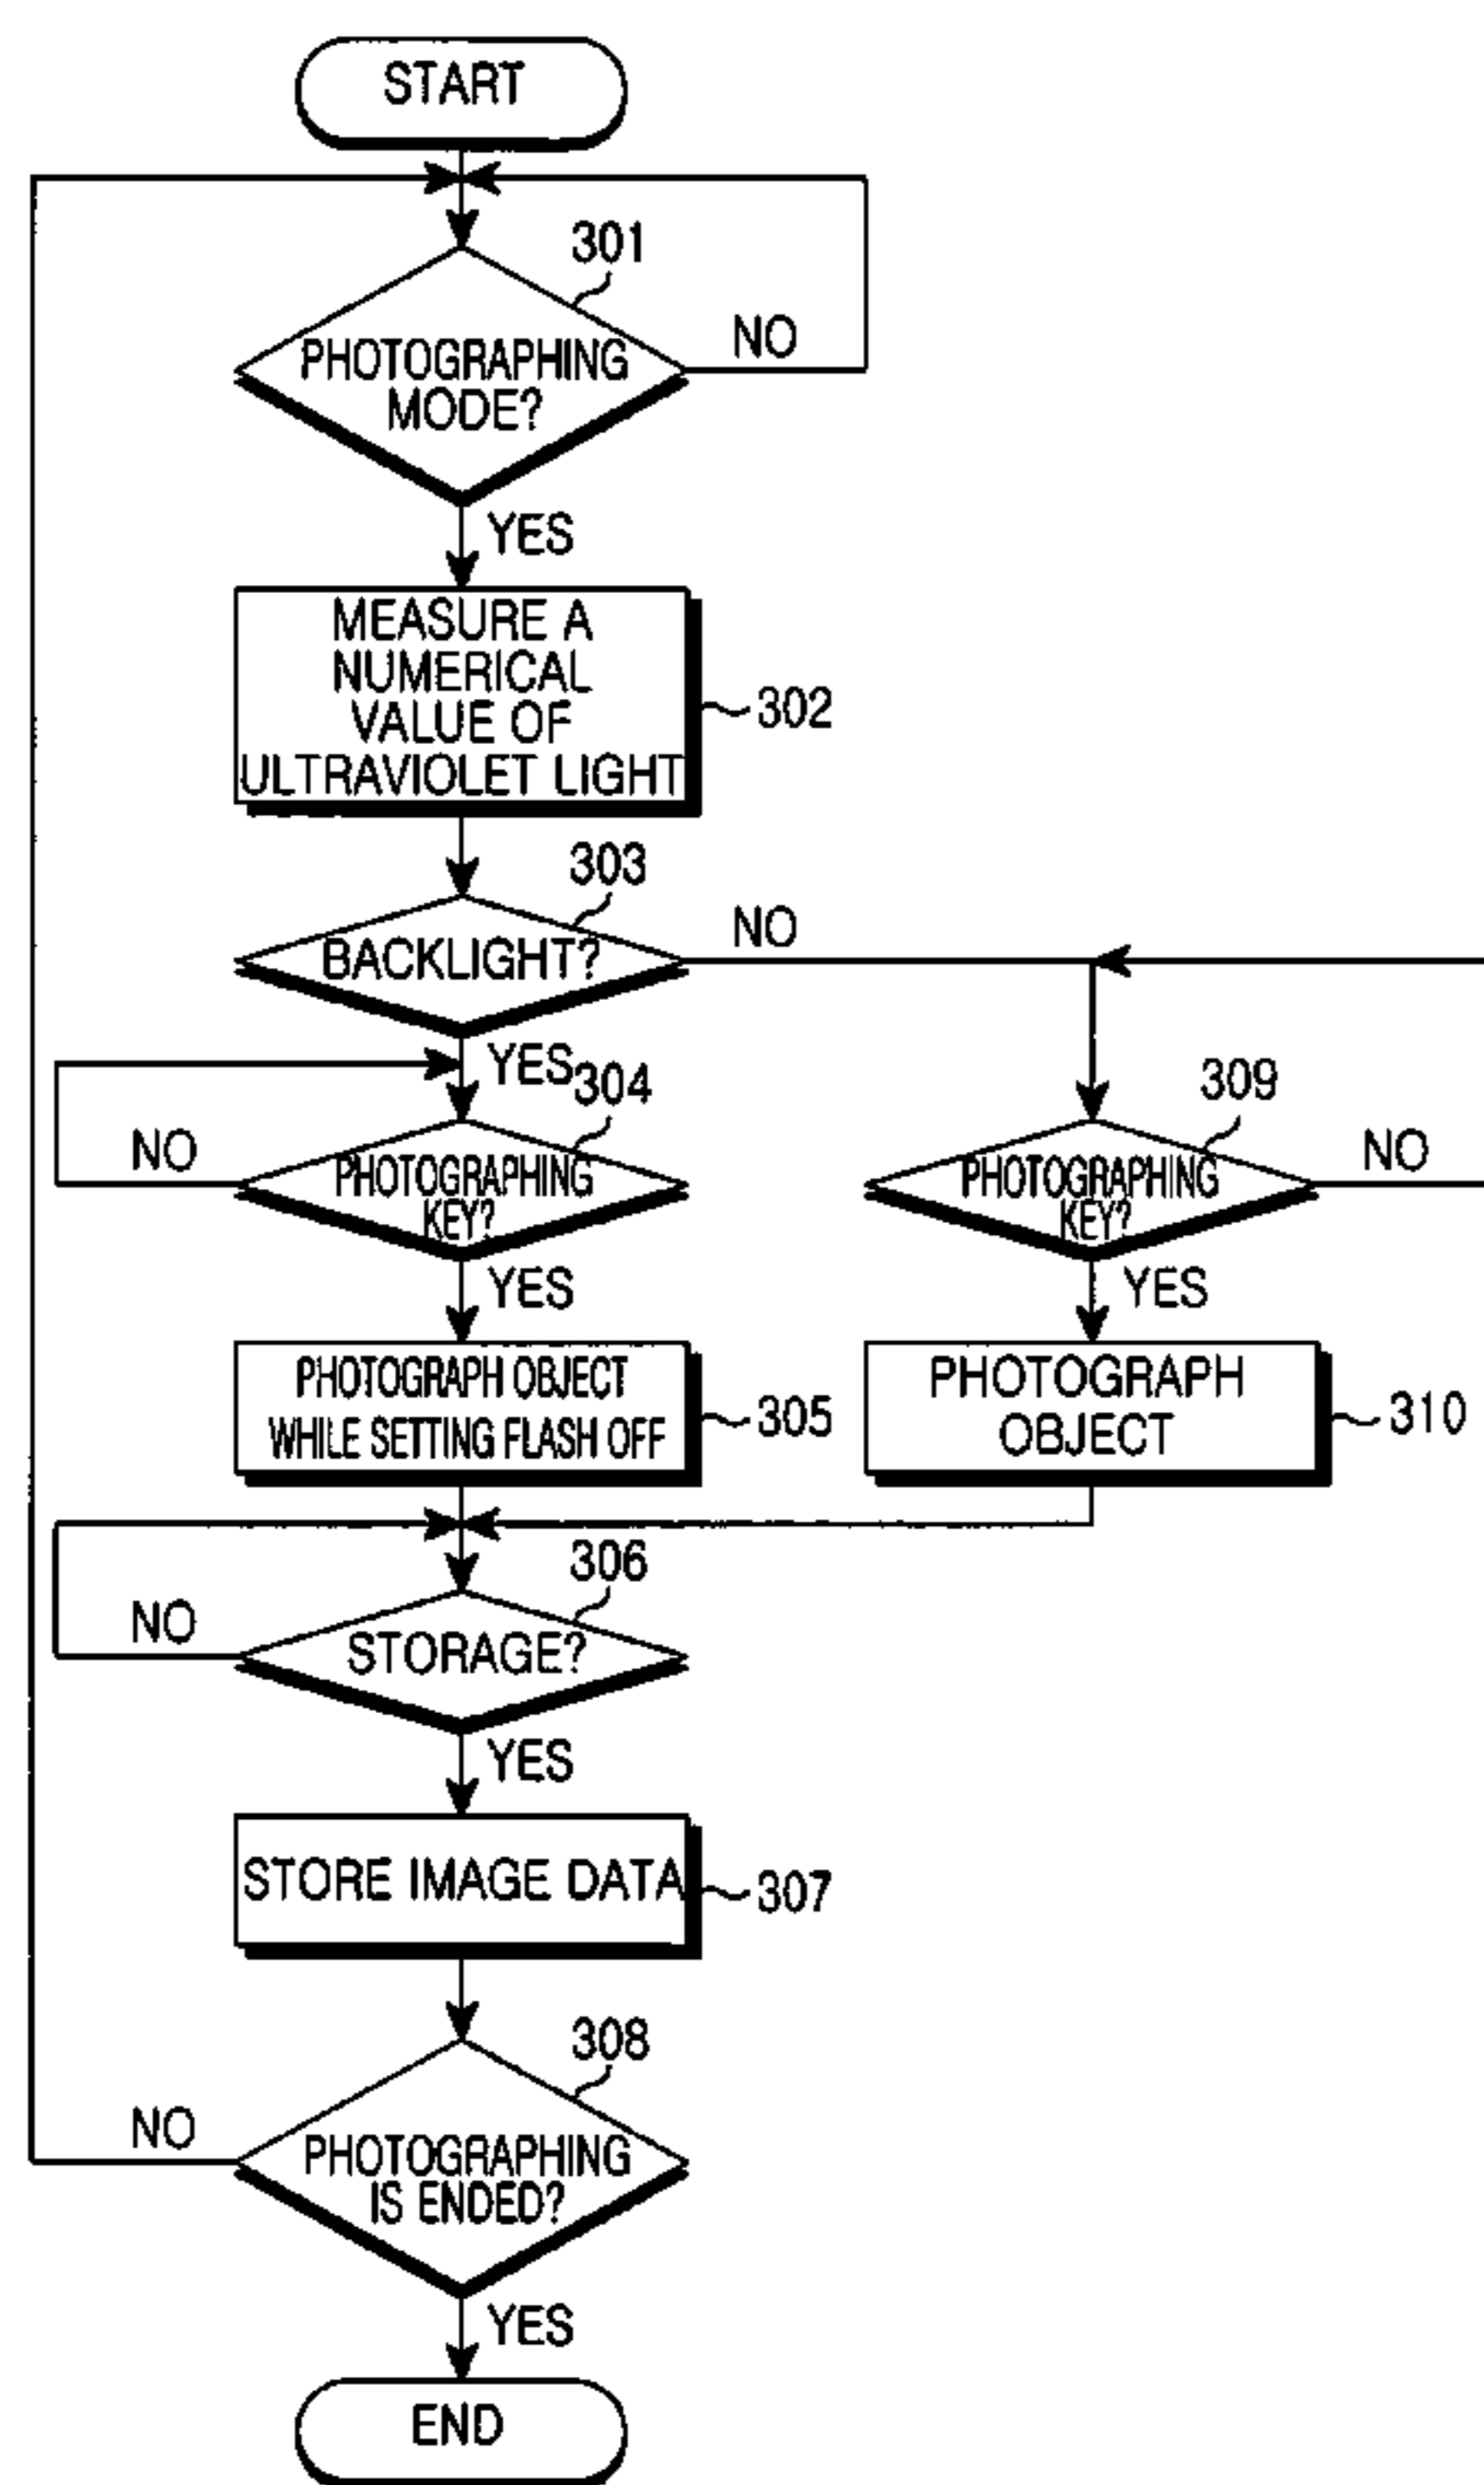 START
301
PHOTOGRAPHING
MODE?
NO
YES
MEASURE A
NUMERICAL
VALUE OF
ULTRAVIOLET LIGHT
302
303
BACKLIGHT?
NO
YES
304
PHOTOGRAPHING
KEY?
NO
YES
309
PHOTOGRAPHING
KEY?
NO
YES
PHOTOGRAPH OBJECT
WHILE SETTING FLASH OFF
305
PHOTOGRAPH
OBJECT
310
306
STORAGE?
NO
YES
STORE IMAGE DATA
307
308
PHOTOGRAPHING
IS ENDED?
NO
YES
END